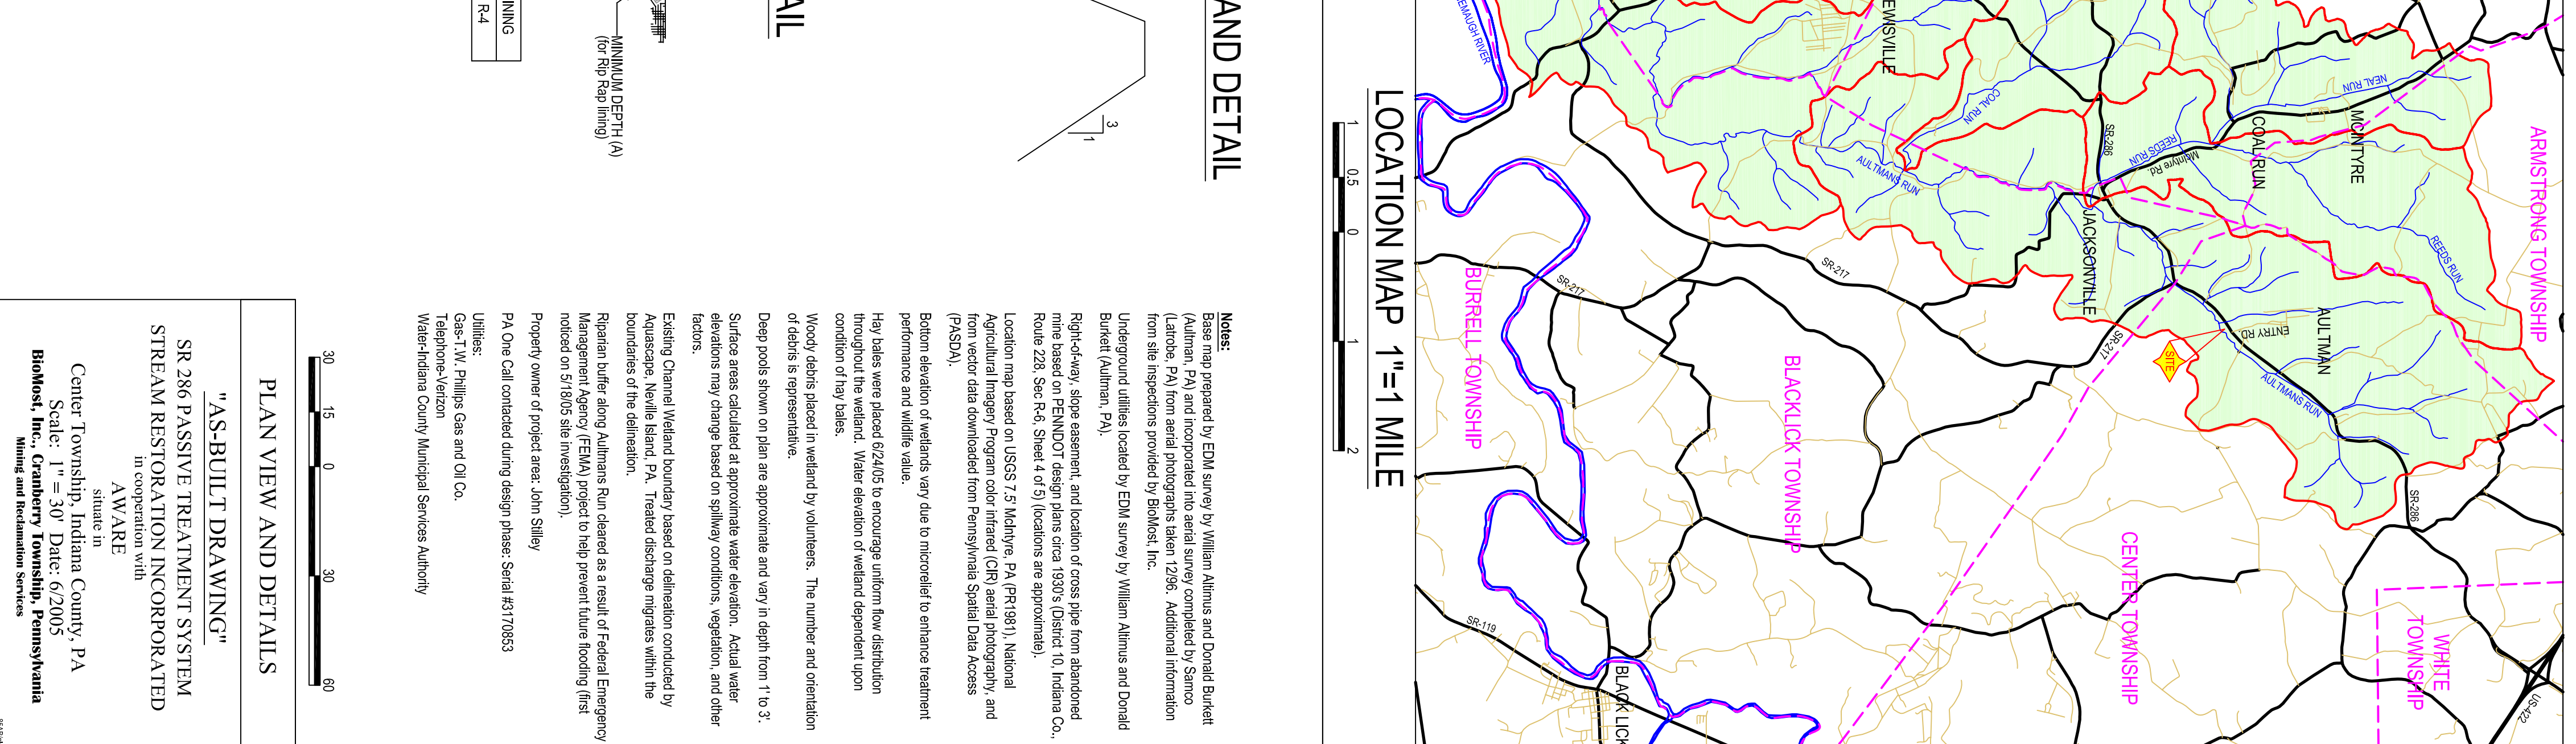 ARMSTRONG TOWNSHIP
WHITE
TOWNSHIP
US-422
NEAL RUN
MCINTYRE
REEDS RUN
AULTMAN
ENTRY RD
SR-286
COAL RUN
REEDS RUN
McIntyre Rd.
SITE
AULTMANS RUN
CENTER TOWNSHIP
SR-286
JACKSONVILLE
SR-217
COAL RUN
AULTMANS RUN
SR-217
BLACKLICK TOWNSHIP
SR-217
BURRELL TOWNSHIP
SR-119
BLACK LICK
EWSVILLE
EMAUGH RIVER
LOCATION MAP 1"=1 MILE
1 0.5 0 1 2
AND DETAIL
3
1
AIL
MINIMUM DEPTH (A)
(for Rip Rap lining)
NING
R-4
Notes:
Base map prepared by EDM survey by William Altimus and Donald Burkett
(Aultman, PA) and incorporated into aerial survey completed by Samco
(Latrobe, PA) from aerial photographs taken 12/96. Additional information
from site inspections provided by BioMost, Inc.
Underground utilities located by EDM survey by William Altimus and Donald
Burkett (Aultman, PA).
Right-of-way, slope easement, and location of cross pipe from abandoned
mine based on PENNDOT design plans circa 1930's (District 10, Indiana Co.,
Route 228, Sec R-6, Sheet 4 of 5) (locations are approximate).
Location map based on USGS 7.5' McIntyre, PA (PR1981), National
Agricultural Imagery Program color infrared (CIR) aerial photography, and
from vector data downloaded from Pennsylvnaia Spatial Data Access
(PASDA).
Bottom elevation of wetlands vary due to microrelief to enhance treatment
performance and wildlife value.
Hay bales were placed 6/24/05 to encourage uniform flow distribution
throughout the wetland. Water elevation of wetland dependent upon
condition of hay bales.
Woody debris placed in wetland by volunteers. The number and orientation
of debris is representative.
Deep pools shown on plan are approximate and vary in depth from 1' to 3'.
Surface areas calculated at approximate water elevation. Actual water
elevations may change based on spillway conditions, vegetation, and other
factors.
Existing Channel Wetland boundary based on delineation conducted by
Aquascape, Neville Island, PA. Treated discharge migrates within the
boundaries of the delineation.
Riparian buffer along Aultmans Run cleared as a result of Federal Emergency
Management Agency (FEMA) project to help prevent future flooding (first
noticed on 5/18/05 site investigation).
Property owner of project area: John Stilley
PA One Call contacted during design phase: Serial #3170853
Utilities:
Gas-T.W. Phillips Gas and Oil Co.
Telephone-Verizon
Water-Indiana County Municipal Services Authority
30 15 0 30 60
PLAN VIEW AND DETAILS
"AS-BUILT DRAWING"
SR 286 PASSIVE TREATMENT SYSTEM
STREAM RESTORATION INCORPORATED
in cooperation with
AWARE
situate in
Center Township, Indiana County, PA
Scale: 1" = 30' Date: 6/2005
BioMost, Inc., Cranberry Township, Pennsylvania
Mining and Reclamation Services